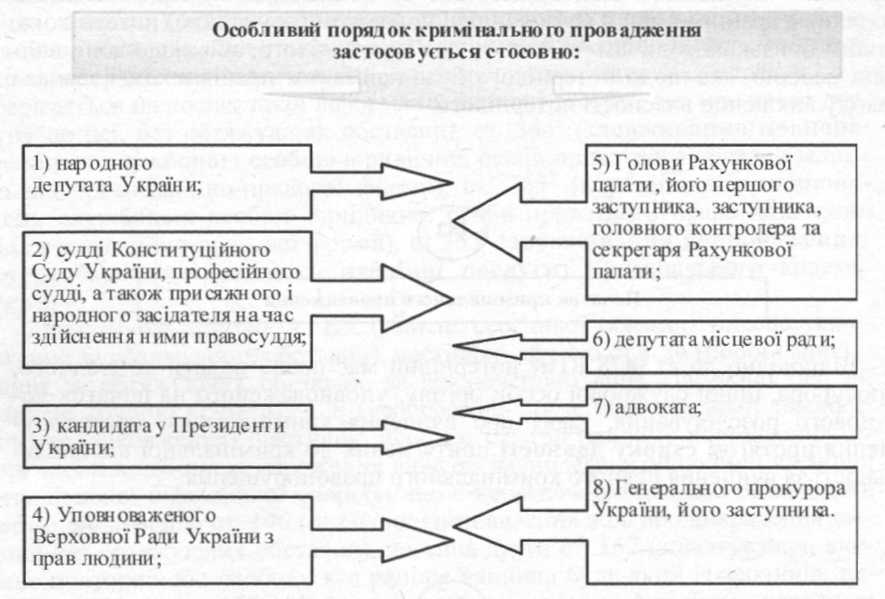 Особливий порядок кримінального провадження
застосовується стосовно:
1) народного
депутата України;
2) судді Конституційного
Суду України, професійного
судді, а також присяжного і
народного засідателя на час
здійснення ними правосуддя;
3) кандидата у Президенти
України;
4) Уповноваженого
Верховної Ради України з
прав людини;
5) Голови Рахункової
палати, його першого
заступника, заступника,
головного контролера та
секретаря Рахункової
палати;
6) депутата місцевої ради;
7) адвоката;
8) Генерального прокурора
України, його заступника.